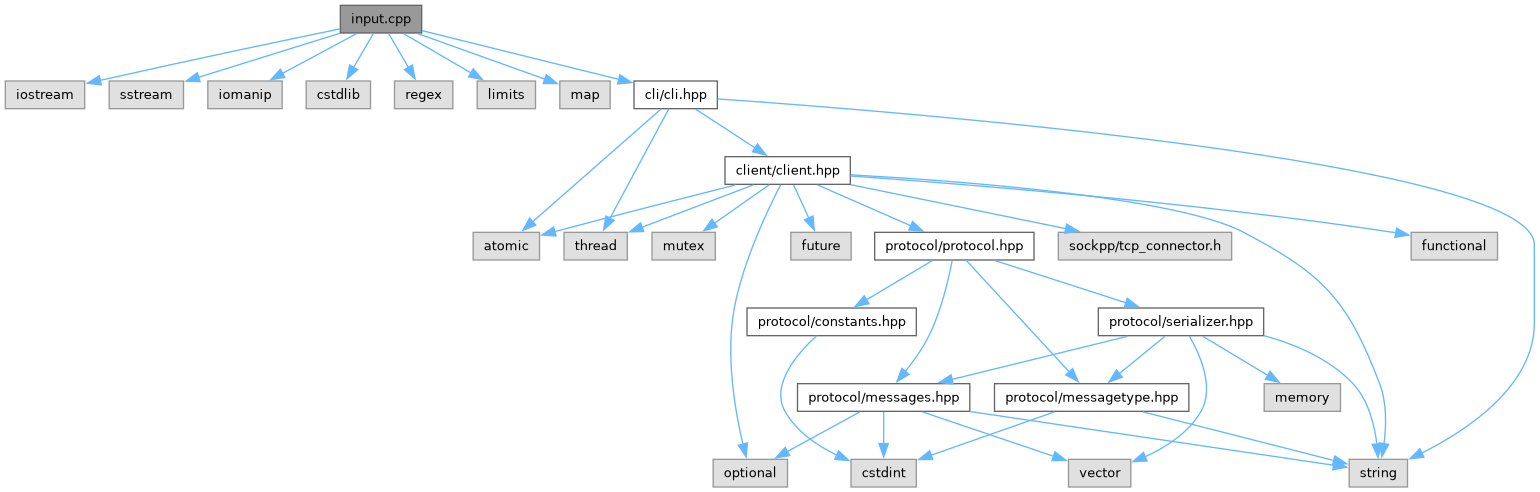 input.cpp
iostream
sstream
iomanip
cstdlib
regex
limits
map
cli/cli.hpp
client/client.hpp
atomic
thread
mutex
future
protocol/protocol.hpp
sockpp/tcp_connector.h
functional
protocol/constants.hpp
protocol/serializer.hpp
protocol/messages.hpp
protocol/messagetype.hpp
memory
optional
cstdint
vector
string